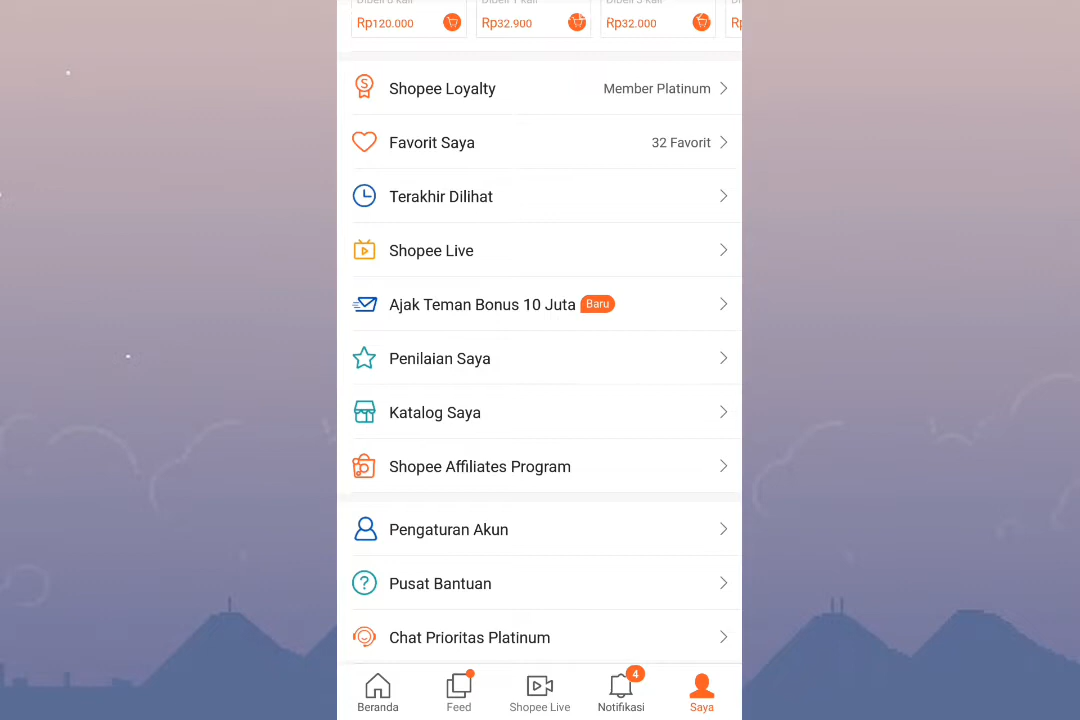 Rp120.000
Rp32.900
Rp32.000
Shopee Loyalty
Member Platinum
Favorit Saya
32 Favorit
Terakhir Dilihat
Shopee Live
Ajak Teman Bonus 10 Juta
Baru
Penilaian Saya
Katalog Saya
Shopee Affiliates Program
Pengaturan Akun
Pusat Bantuan
Chat Prioritas Platinum
4
Beranda
Feed
Shopee Live
Notifikasi
Saya